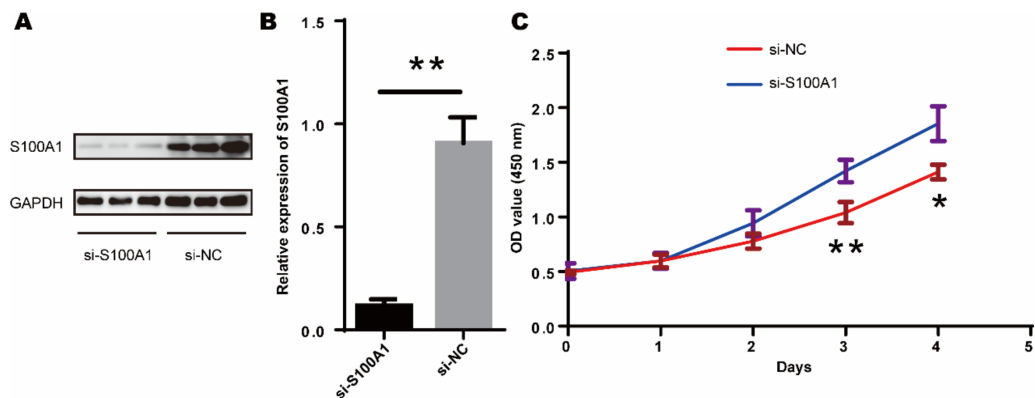 A
S100A1
GAPDH
si-S100A1
si-NC
B
Relative expression of S100A1
1.5
1.0
0.5
0.0
**
si-S100A1
si-NC
C
si-NC
si-S100A1
OD value (450 nm)
2.5
2.0
1.5
1.0
0.5
0.0
**
*
0 1 2 3 4 5
Days